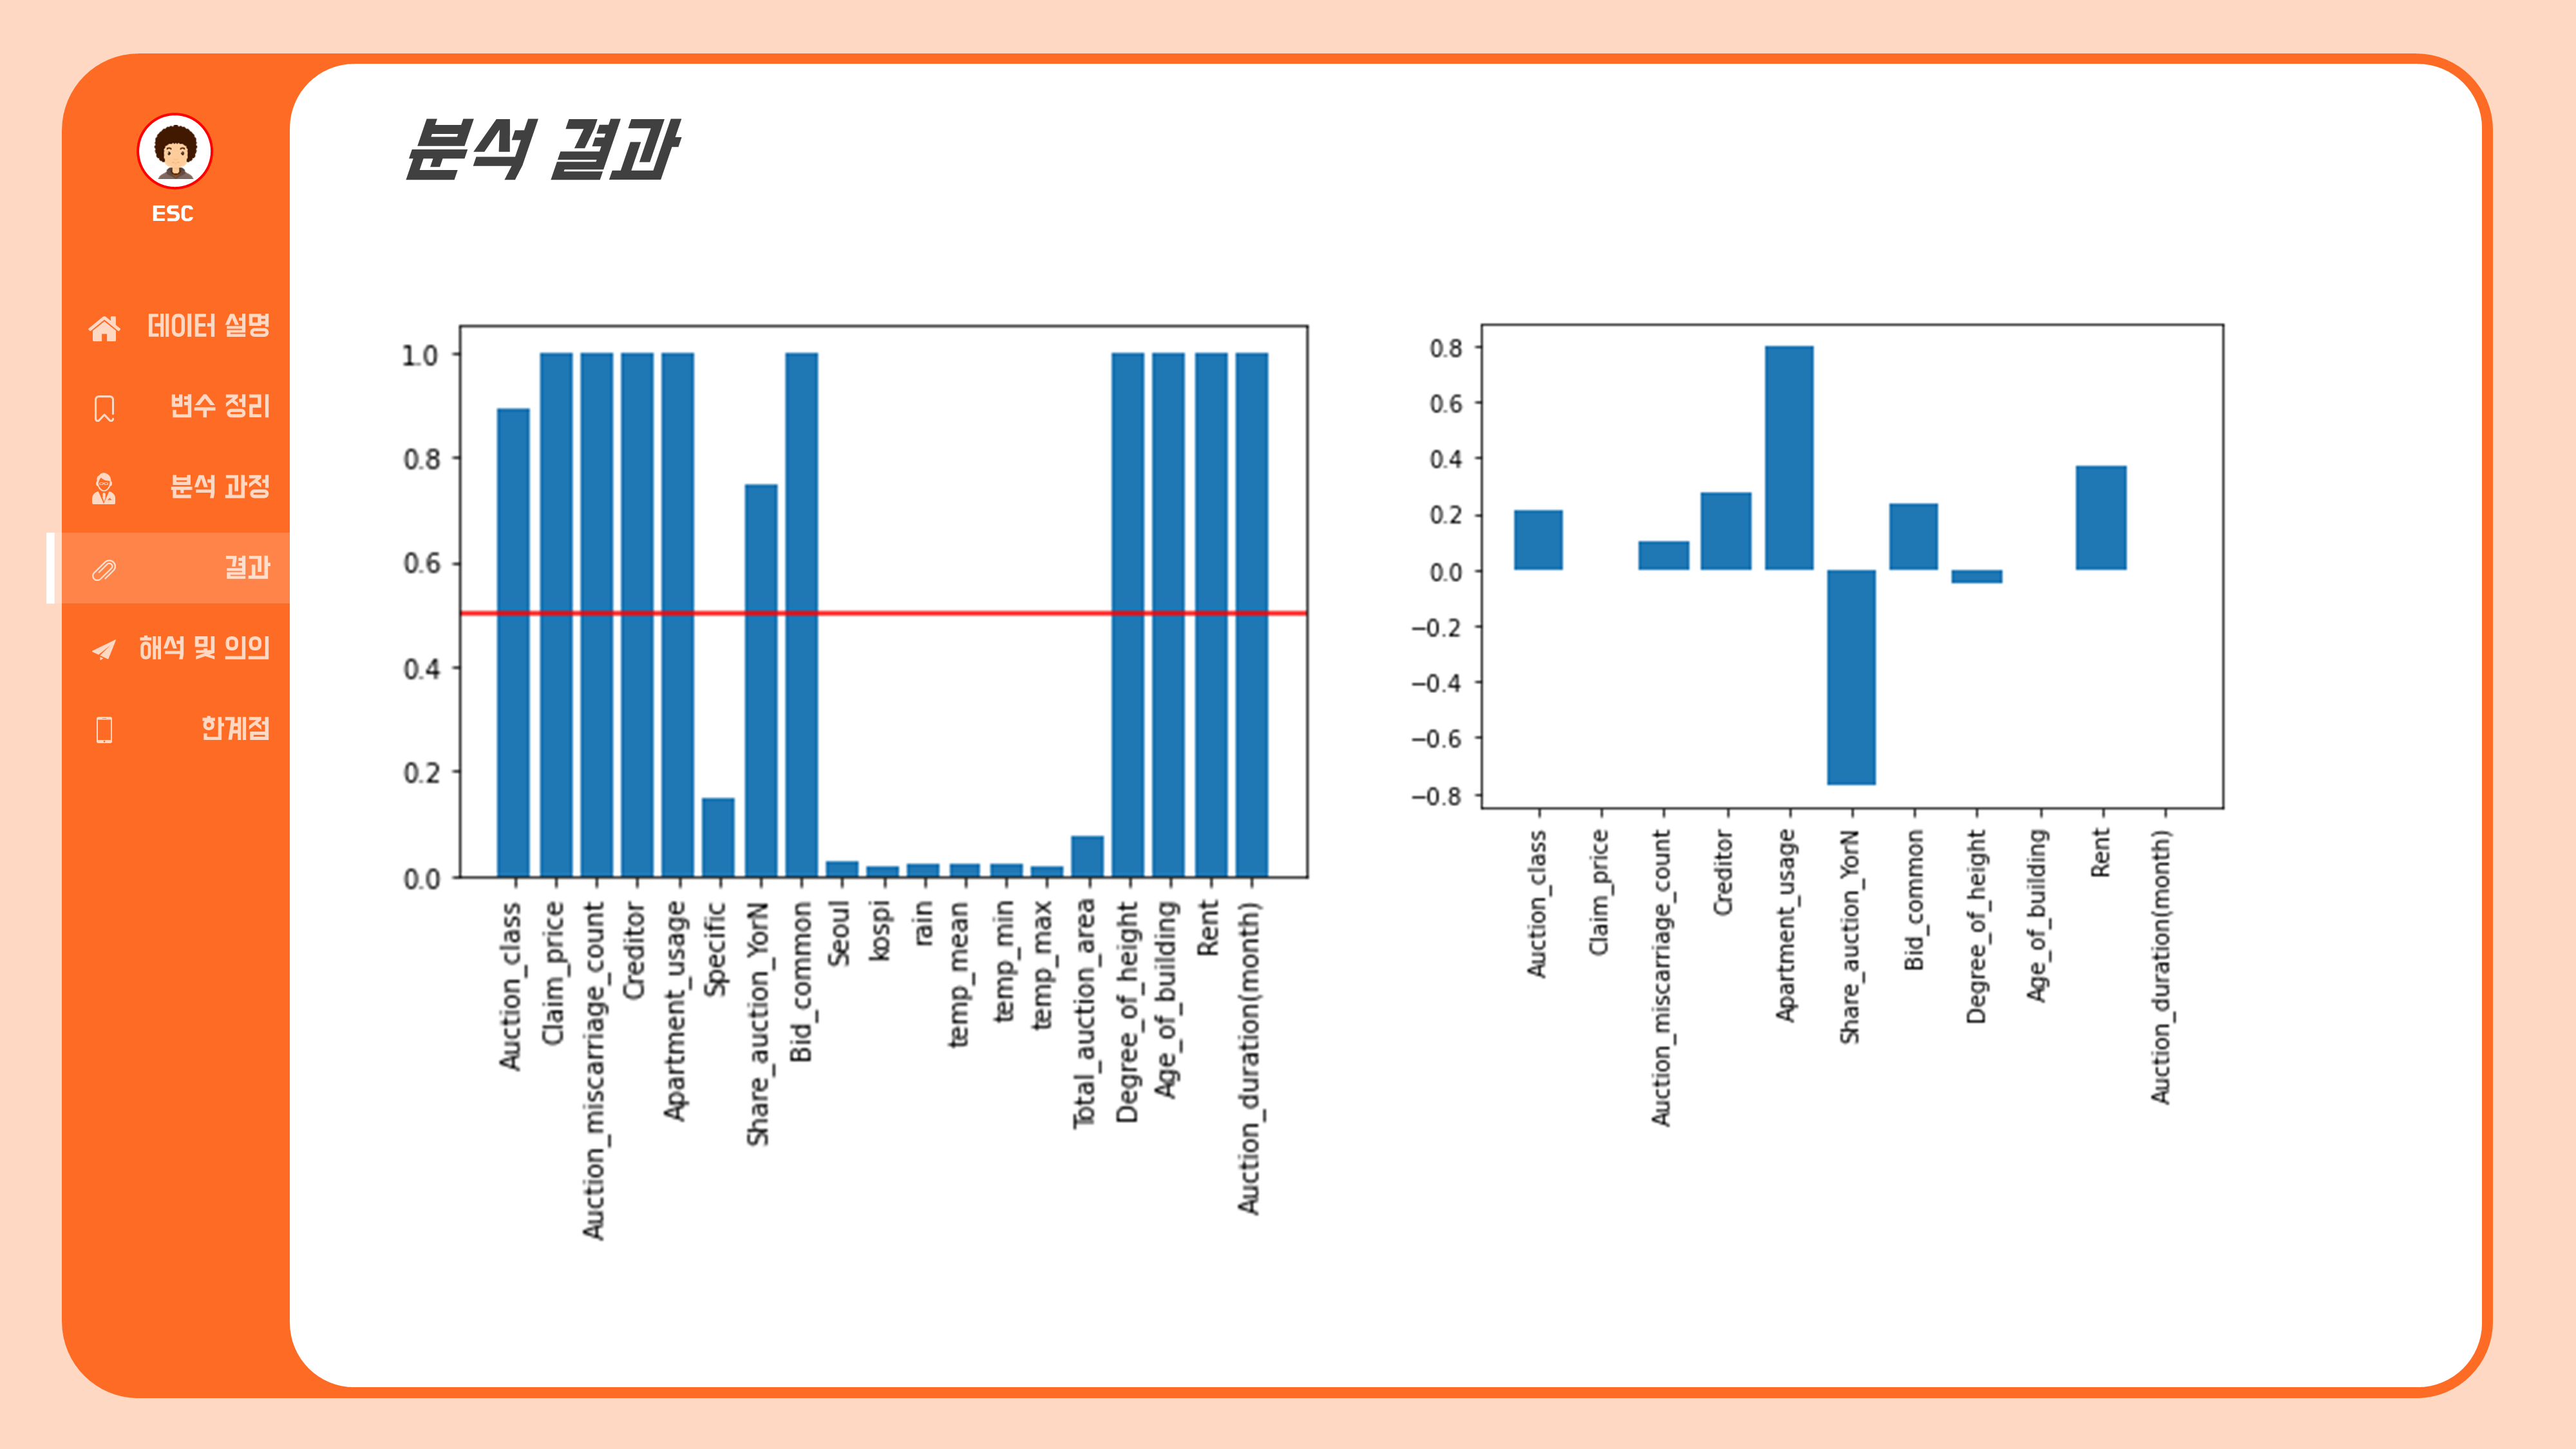 ESC
데이터 설명
변수 정리
분석 과정
결과
해석 및 의의
한계점
분석 결과
1.0
0.8
0.6
0.4
0.2
0.0
Auction_class
Claim_price
Auction_miscarriage_count
Creditor
Apartment_usage
Specific
Share_auction_YorN
Bid_common
Seoul
kospi
rain
temp_mean
temp_min
temp_max
Total_auction_area
Degree_of_height
Age_of_building
Rent
Auction_duration(month)
0.8
0.6
0.4
0.2
0.0
−0.2
−0.4
−0.6
−0.8
Auction_class
Claim_price
Auction_miscarriage_count
Creditor
Apartment_usage
Share_auction_YorN
Bid_common
Degree_of_height
Age_of_building
Rent
Auction_duration(month)